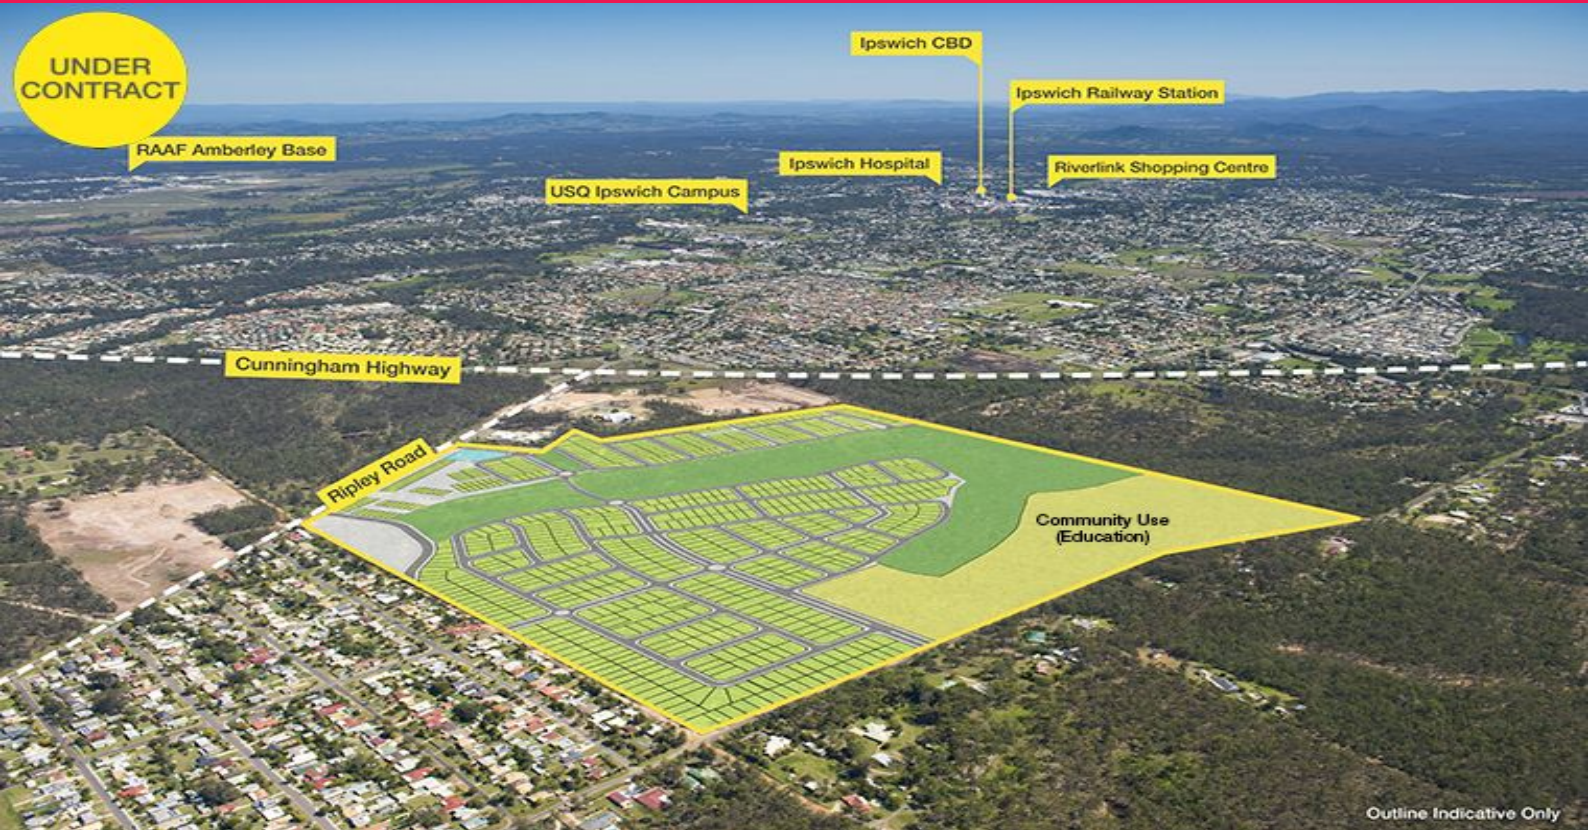 UNDER
CONTRACT
Ipswich CBD
Ipswich Railway Station
RAAF Amberley Base
Ipswich Hospital
Riverlink Shopping Centre
USQ Ipswich Campus
Cunningham Highway
Ripley Road
Community Use
(Education)
Outline Indicative Only